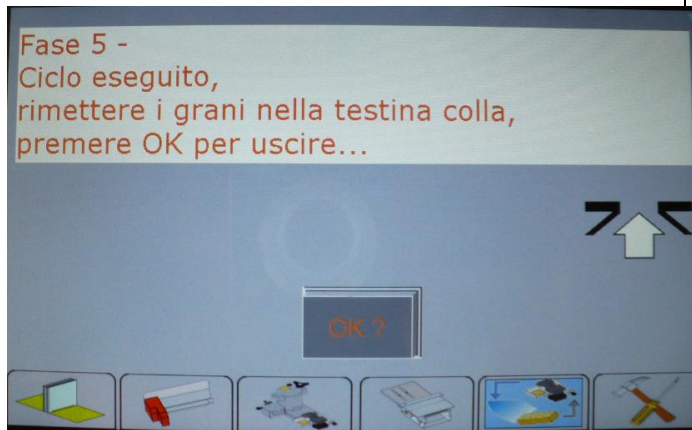 Fase 5 -
Ciclo eseguito,
rimettere i grani nella testina colla,
premere OK per uscire...
OK ?